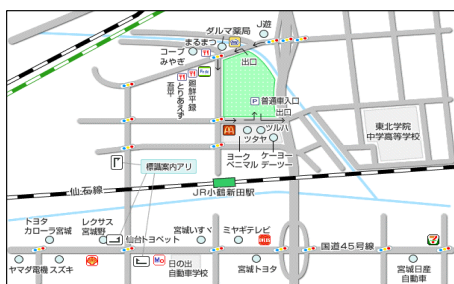 J遊
ダルマ薬局
まるまつ
コープ
みやぎ
出口
とりあえず
吾平
P 普通車入口
出口
ツルハ
ツタヤ
ヨーク
ベニマル
ケーヨー
デーツー
東北学院
中学高等学校
標識案内アリ
仙石線
JR小鶴新田駅
トヨタ
カローラ宮城
レクサス
宮城野
仙台トヨペット
宮城いすゞ
ミヤギテレビ
国道45号線
ヤマダ電機
スズキ
日の出
自動車学校
宮城トヨタ
宮城日産
自動車